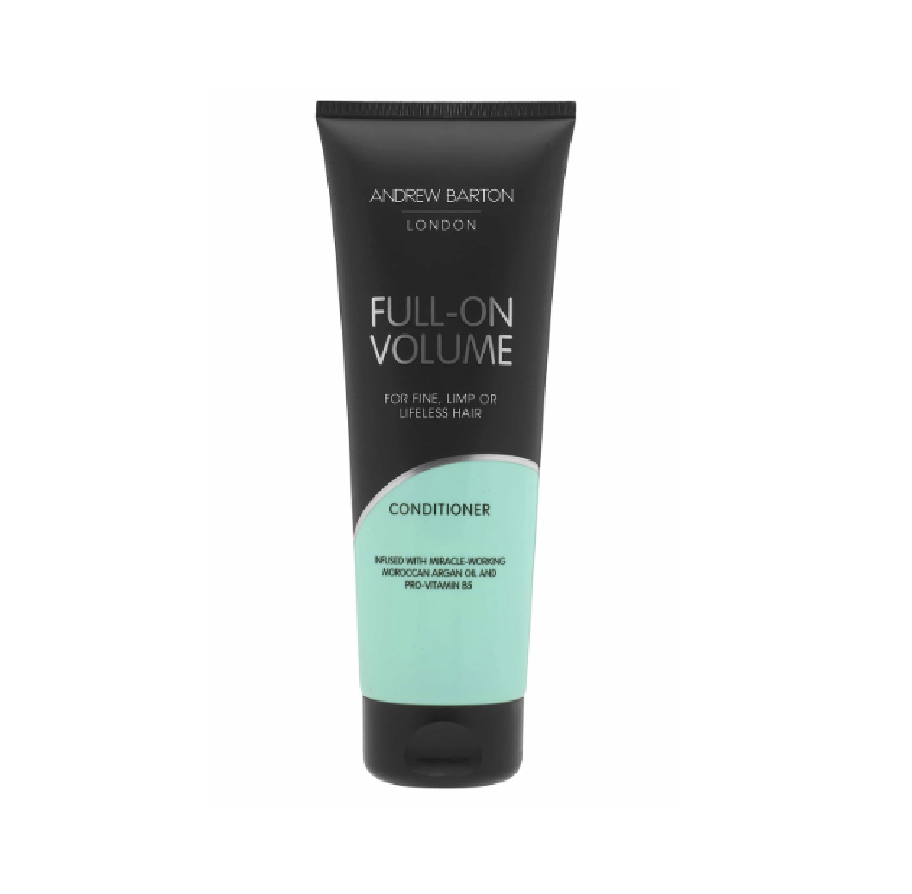 ANDREW BARTON
LONDON
FULL-ON
VOLUME
FOR FINE, LIMP OR
LIFELESS HAIR
CONDITIONER
INFUSED WITH MIRACLE-WORKING
MOROCCAN ARGAN OIL AND
PRO-VITAMIN B5